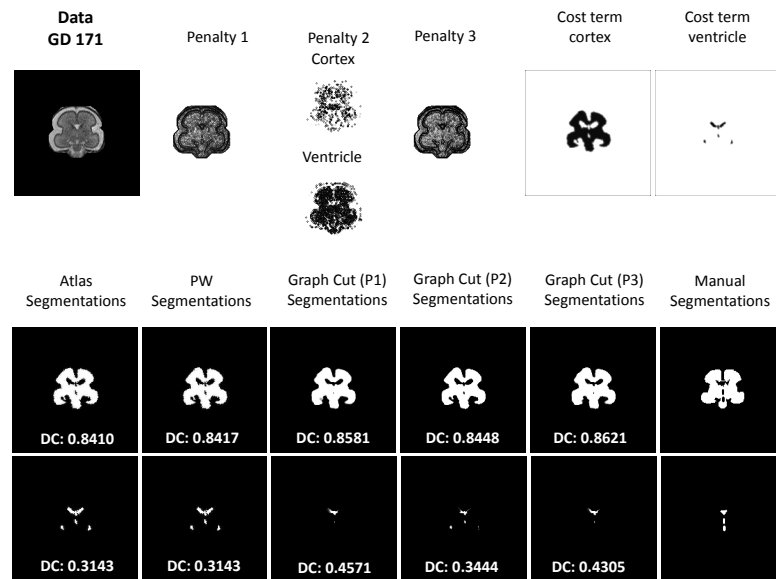 Data
GD 171
Penalty 1
Penalty 2
Cortex
Ventricle
Penalty 3
Cost term
cortex
Cost term
ventricle
Atlas
Segmentations
PW
Segmentations
Graph Cut (P1)
Segmentations
Graph Cut (P2)
Segmentations
Graph Cut (P3)
Segmentations
Manual
Segmentations
DC: 0.8410
DC: 0.8417
DC: 0.8581
DC: 0.8448
DC: 0.8621
DC: 0.3143
DC: 0.3143
DC: 0.4571
DC: 0.3444
DC: 0.4305